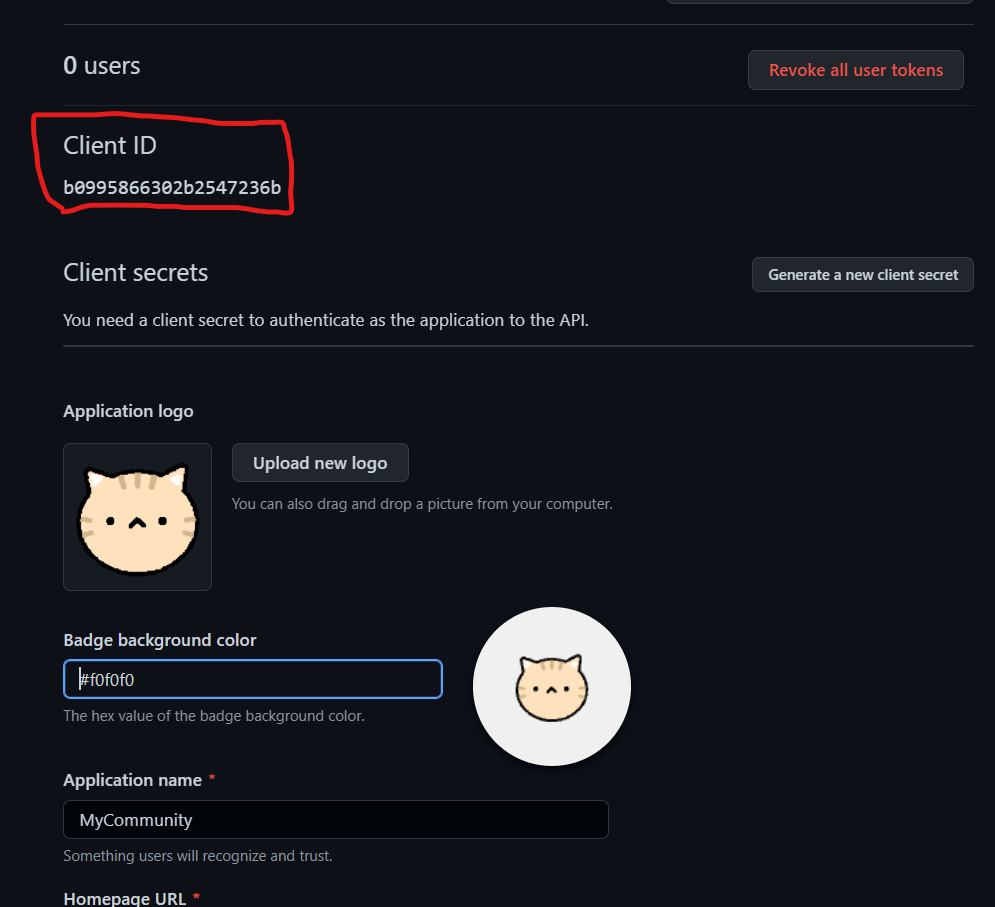 0 users
Revoke all user tokens
Client ID
b0995866302b2547236b
Client secrets
Generate a new client secret
You need a client secret to authenticate as the application to the API.
Application logo
Upload new logo
You can also drag and drop a picture from your computer.
Badge background color
#f0f0f0
The hex value of the badge background color.
Application name *
MyCommunity
Something users will recognize and trust.
Homepage URL *